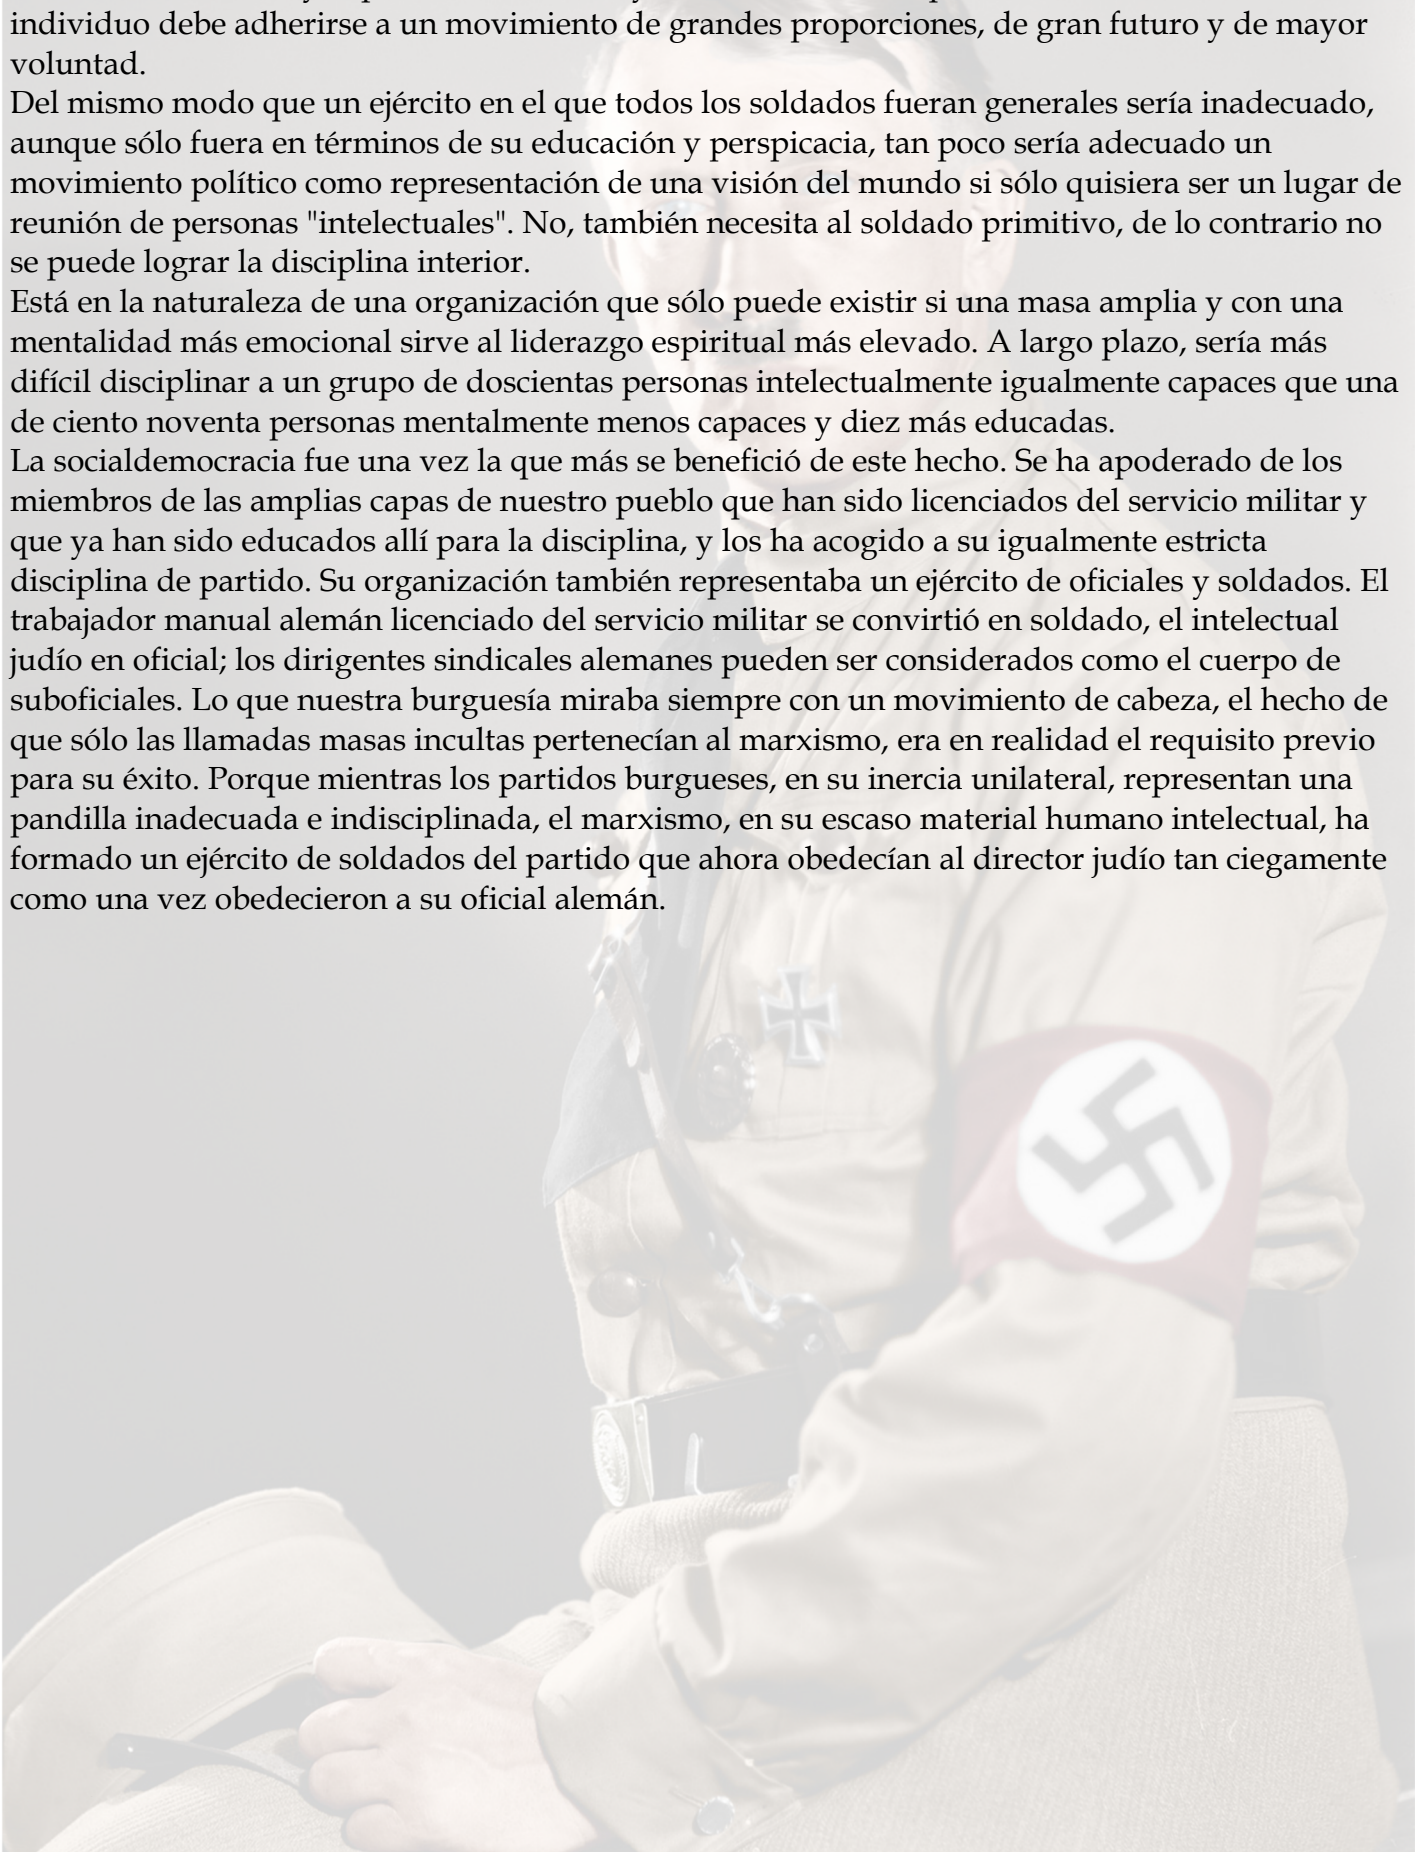 individuo debe adherirse a un movimiento de grandes proporciones, de gran futuro y de mayor
voluntad.
Del mismo modo que un ejército en el que todos los soldados fueran generales sería inadecuado,
aunque sólo fuera en términos de su educación y perspicacia, tan poco sería adecuado un
movimiento político como representación de una visión del mundo si sólo quisiera ser un lugar de
reunión de personas "intelectuales". No, también necesita al soldado primitivo, de lo contrario no
se puede lograr la disciplina interior.
Está en la naturaleza de una organización que sólo puede existir si una masa amplia y con una
mentalidad más emocional sirve al liderazgo espiritual más elevado. A largo plazo, sería más
difícil disciplinar a un grupo de doscientas personas intelectualmente igualmente capaces que una
de ciento noventa personas mentalmente menos capaces y diez más educadas.
La socialdemocracia fue una vez la que más se benefició de este hecho. Se ha apoderado de los
miembros de las amplias capas de nuestro pueblo que han sido licenciados del servicio militar y
que ya han sido educados allí para la disciplina, y los ha acogido a su igualmente estricta
disciplina de partido. Su organización también representaba un ejército de oficiales y soldados. El
trabajador manual alemán licenciado del servicio militar se convirtió en soldado, el intelectual
judío en oficial; los dirigentes sindicales alemanes pueden ser considerados como el cuerpo de
suboficiales. Lo que nuestra burguesía miraba siempre con un movimiento de cabeza, el hecho de
que sólo las llamadas masas incultas pertenecían al marxismo, era en realidad el requisito previo
para su éxito. Porque mientras los partidos burgueses, en su inercia unilateral, representan una
pandilla inadecuada e indisciplinada, el marxismo, en su escaso material humano intelectual, ha
formado un ejército de soldados del partido que ahora obedecían al director judío tan ciegamente
como una vez obedecieron a su oficial alemán.